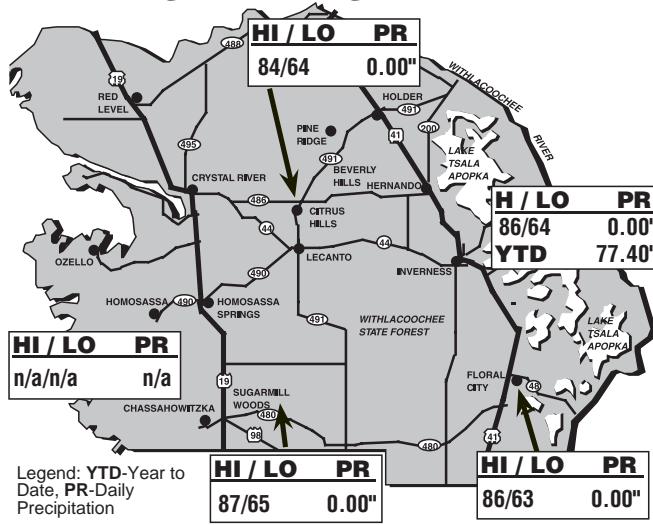 HI / LO PR
84/64 0.00"
488
19
RED
LEVEL
HOLDER
491
WITHLACOOCHEE
RIVER
PINE
RIDGE
41
200
495
491
BEVERLY
HILLS
LAKE
TSALA
APOPKA
CRYSTAL RIVER
HERNANDO
486
CITRUS
HILLS
H / LO PR
86/64 0.00"
YTD 77.40"
44
44
OZELLO
LECANTO
INVERNESS
490
HOMOSASSA
490
HOMOSASSA
SPRINGS
491
WITHLACOOCHEE
STATE FOREST
LAKE
TSALA
APOPKA
HI / LO PR
n/a/n/a n/a
19
SUGARMILL
WOODS
FLORAL
CITY
48
CHASSAHOWITZKA
480
98
480
41
Legend: YTD-Year to
Date, PR-Daily
Precipitation
HI / LO PR
87/65 0.00"
HI / LO PR
86/63 0.00"